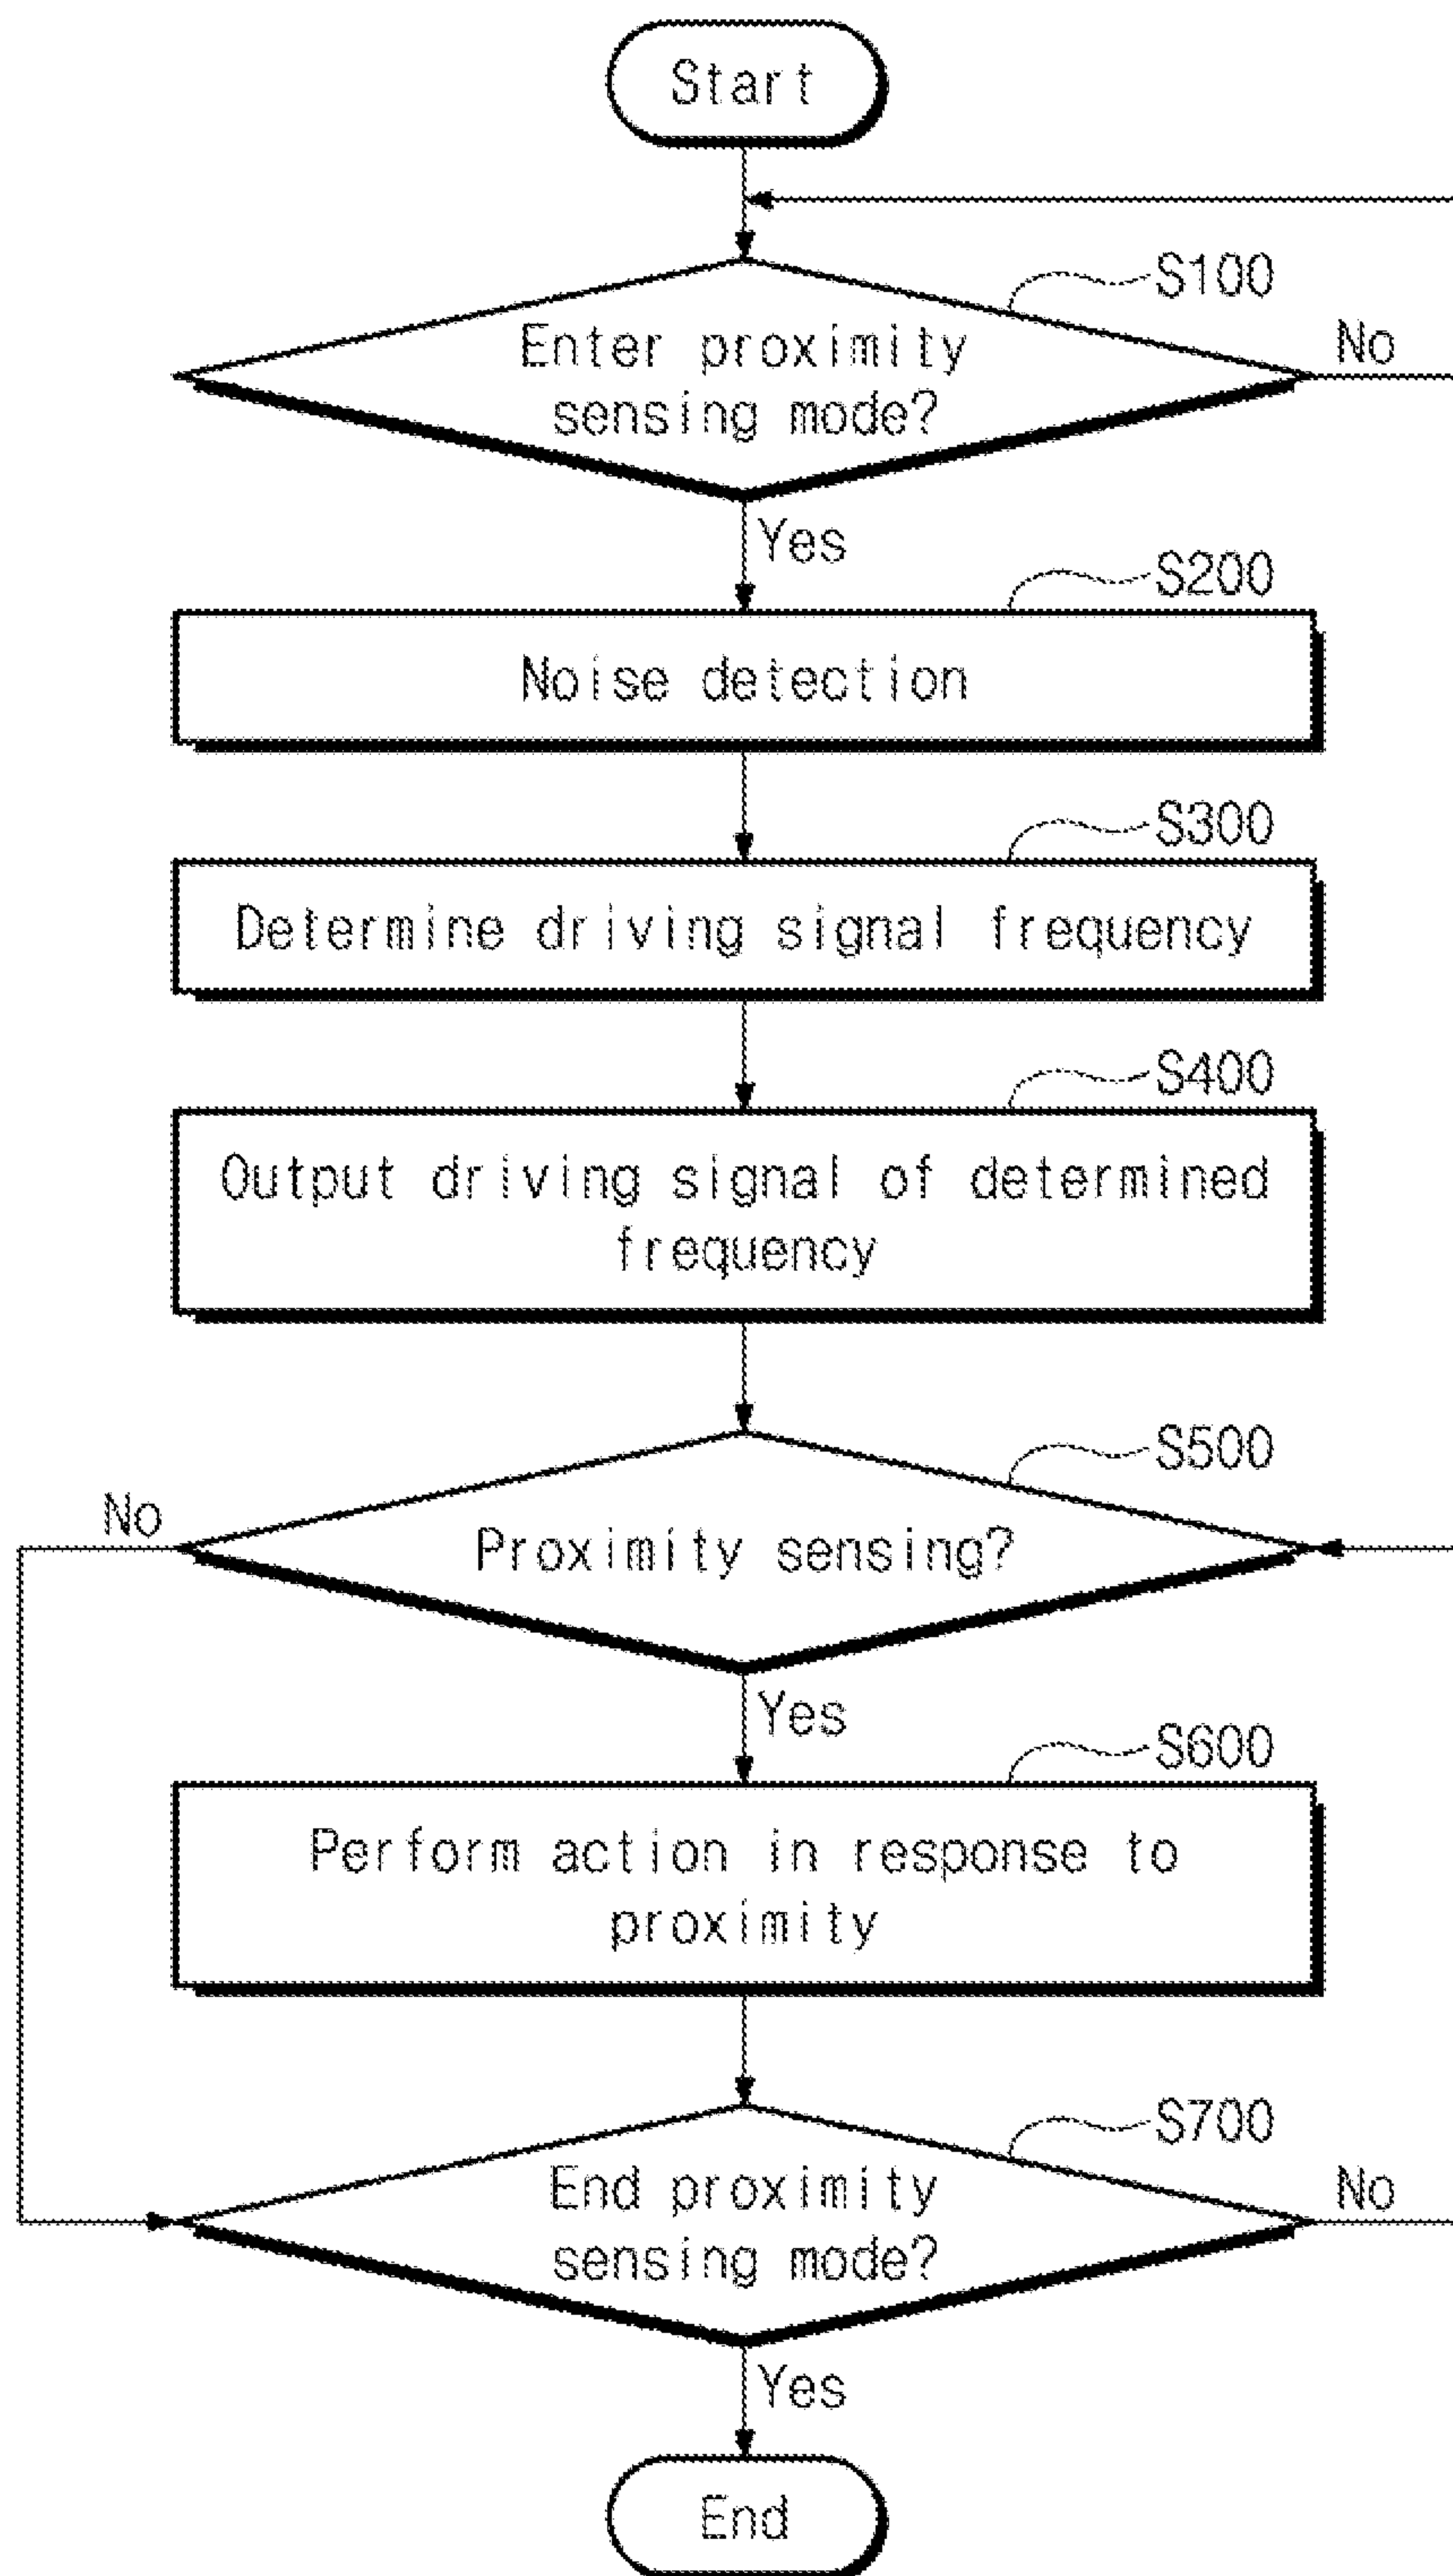 Start
S100
Enter proximity
sensing mode?
No
Yes
S200
Noise detection
S300
Determine driving signal frequency
S400
Output driving signal of determined
frequency
S500
No
Proximity sensing?
Yes
S600
Perform action in response to
proximity
S700
End proximity
sensing mode?
No
Yes
End